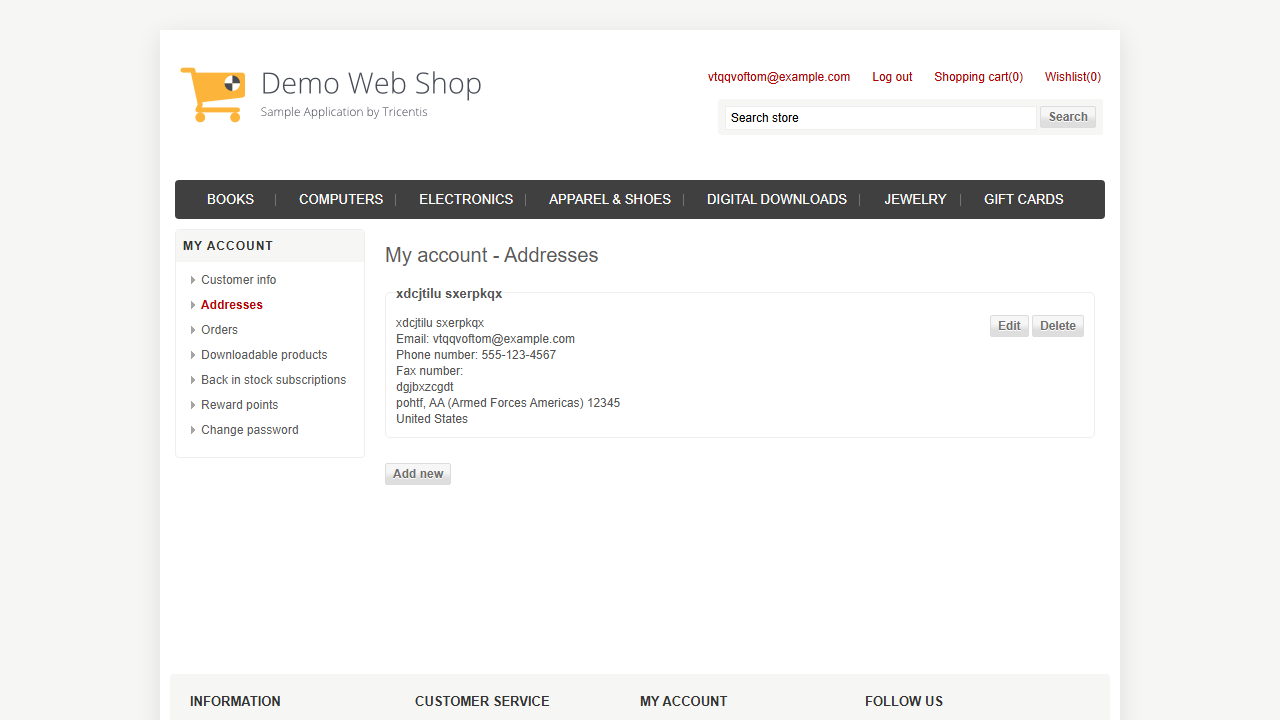 Demo Web Shop
Sample Application by Tricentis
vtqqvoftom@example.com Log out Shopping cart(0) Wishlist(0)
Search store Search
BOOKS COMPUTERS ELECTRONICS APPAREL & SHOES DIGITAL DOWNLOADS JEWELRY GIFT CARDS
MY ACCOUNT
Customer info
Addresses
Orders
Downloadable products
Back in stock subscriptions
Reward points
Change password
My account - Addresses
xdcjtilu sxerpkqx
Edit Delete
xdcjtilu sxerpkqx
Email: vtqqvoftom@example.com
Phone number: 555-123-4567
Fax number:
dgjbxzcgdt
pohtf, AA (Armed Forces Americas) 12345
United States
Add new
INFORMATION CUSTOMER SERVICE MY ACCOUNT FOLLOW US